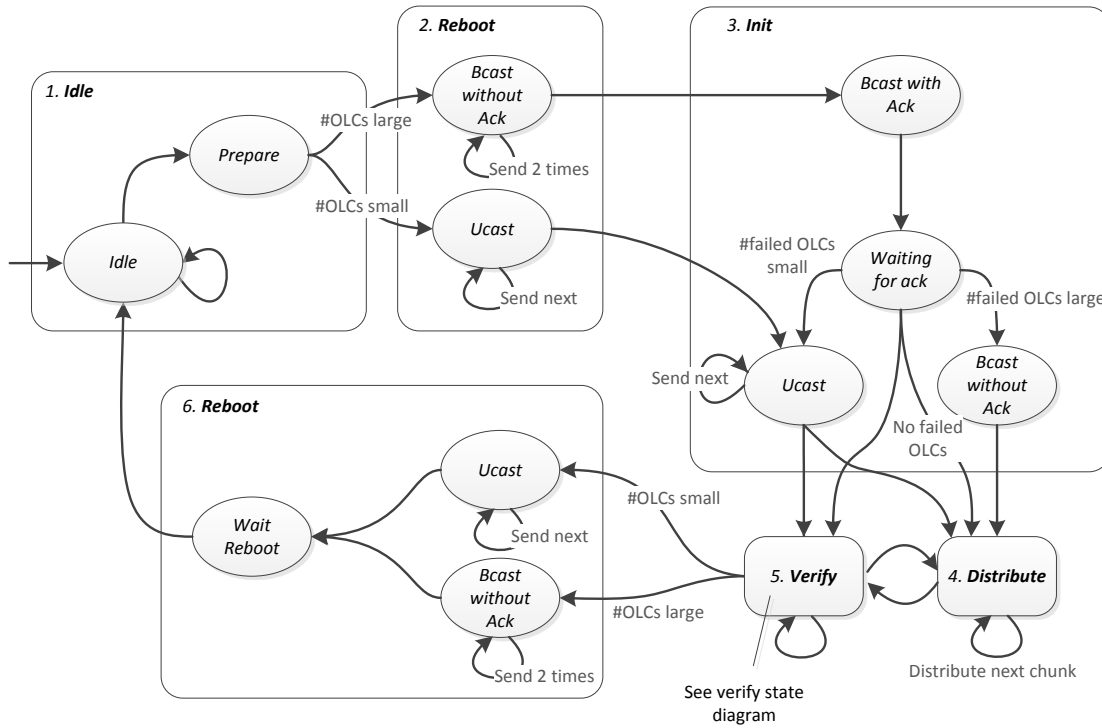 1. Idle
Prepare
Idle
#OLCs large
#OLCs small
2. Reboot
Bcast
without
Ack
Send 2 times
Ucast
Send next
3. Init
Bcast with
Ack
Waiting
for ack
#failed OLCs
small
#failed OLCs large
Send next
Ucast
Bcast
without
Ack
No failed
OLCs
6. Reboot
Ucast
Send next
Wait
Reboot
Bcast
without
Ack
Send 2 times
#OLCs small
#OLCs large
5. Verify
4. Distribute
Distribute next chunk
See verify state
diagram